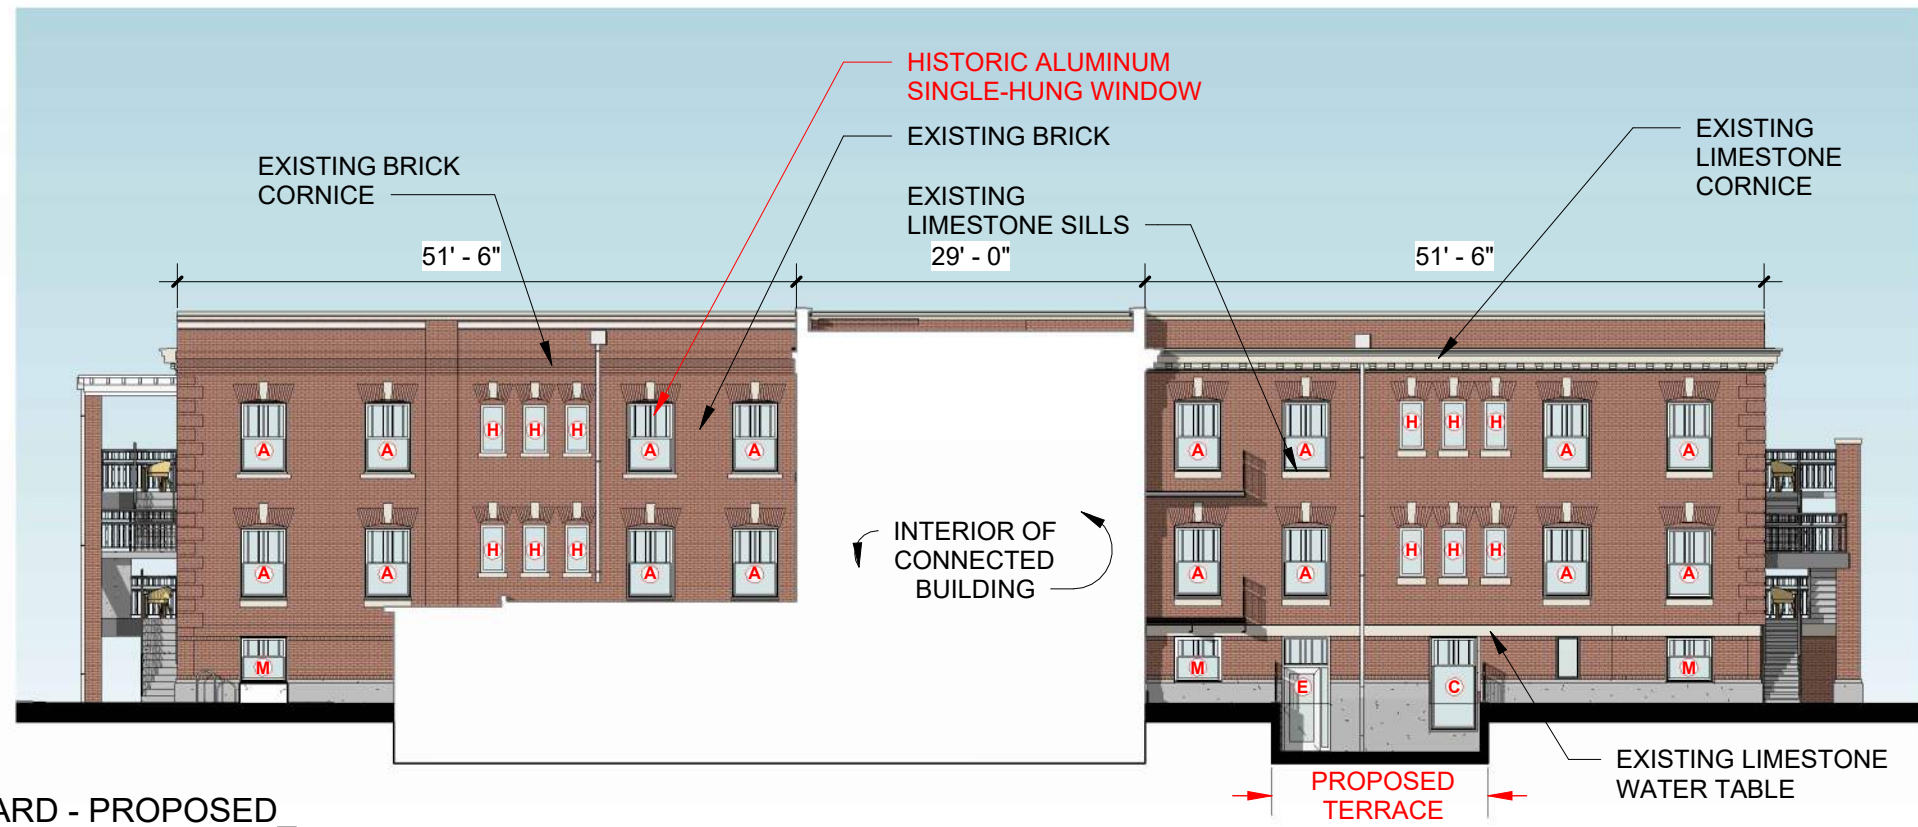 HISTORIC ALUMINUM
SINGLE-HUNG WINDOW
EXISTING BRICK
EXISTING
LIMESTONE
CORNICE
EXISTING BRICK
CORNICE
EXISTING
LIMESTONE SILLS
51' - 6"
29' - 0"
51' - 6"
A A H H H A A
A A H H H A A
A A H H H A A
A A H H H A A
INTERIOR OF
CONNECTED
BUILDING
M M M
E C
EXISTING LIMESTONE
WATER TABLE
PROPOSED
TERRACE
ARD - PROPOSED